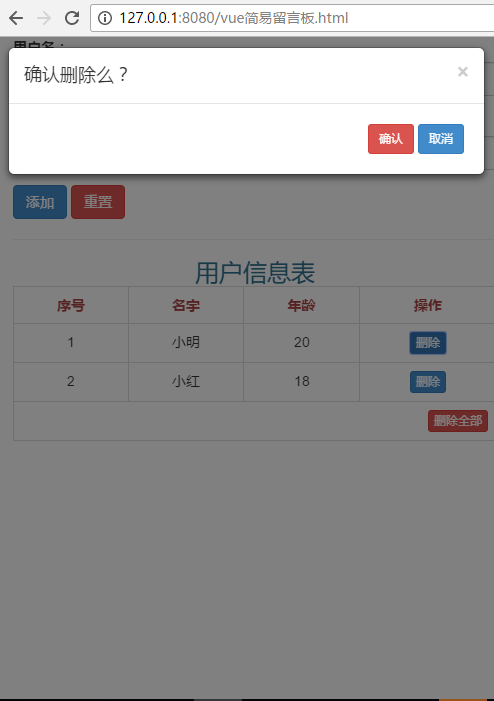 127.0.0.1:8080/vue简易留言板.html
用户名：
确认删除么？
×
确认 取消
添加 重置
用户信息表
序号 名字 年龄 操作
1 小明 20 删除
2 小红 18 删除
删除全部